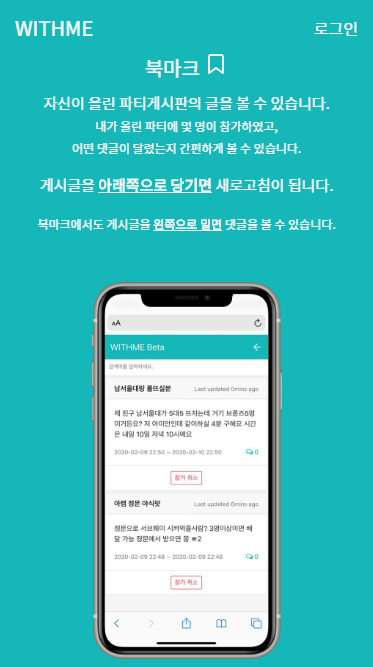 WITHME
로그인
북마크
자신이 올린 파티게시판의 글을 볼 수 있습니다.
내가 올린 파티에 몇 명이 참가하였고,
어떤 댓글이 달렸는지 간편하게 볼 수 있습니다.
게시글을 아래쪽으로 당기면 새로고침이 됩니다.
북마크에서도 게시글을 왼쪽으로 밀면 댓글을 볼 수 있습니다.
AA
WITHME Beta
검색어를 입력하세요.
남서울대랑 롤뜨실분
Last updated 0mins ago
제 친구 남서울대가 5대5 뜨자는데 거기 브론즈5명
이거든요? 저 아이언인데 같이하실 4분 구해요 시간
은 내일 10일 저녁 10시에요
2020-02-09 22:50 ~ 2020-02-10 22:50
0
참가 취소
아캠 정문 야식팟
Last updated 0mins ago
정문으로 서브웨이 시켜먹을사람? 3명이상이면 배
달 가능 정문에서 받으면 쫑 ㅎ2
2020-02-09 22:48 ~ 2020-02-09 22:48
0
참가 취소